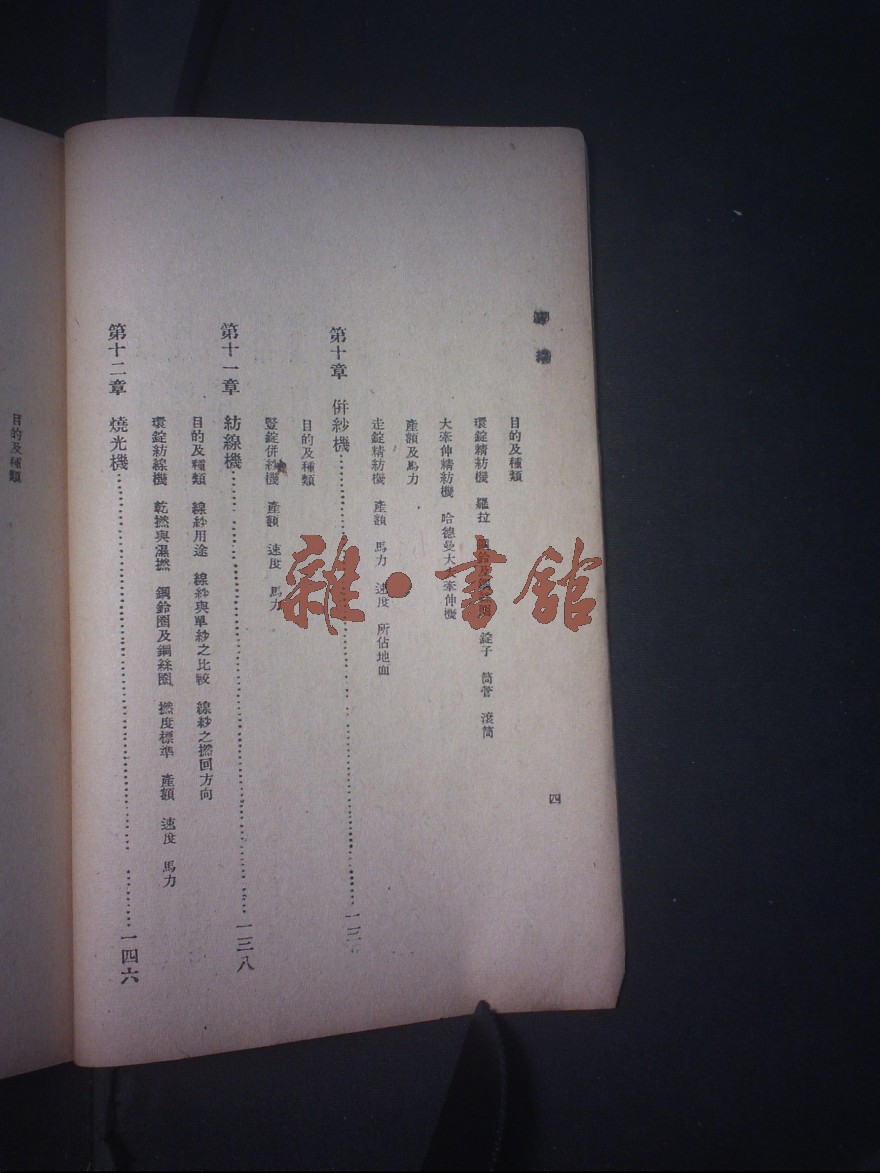 四
目的及種類
環錠精紡機　羅拉　鋼鈴及　錠子　筒管　滾筒
大牽伸精紡機　哈德曼大牽伸機
產額及馬力
走錠精紡機　產額　馬力　速度　所佔地面
第十章　併紗機
目的及種類
豎錠併紗機　產額　速度　馬力
第十一章　紡線機……一三八
目的及種類　線紗用途　線紗與單紗之比較　線紗之撚回方向
環錠紡線機　乾撚與濕撚　鋼鈴圈及鋼絲圈　撚度標準　產額　速度　馬力
第十二章　燒光機……一四六
目的及種類
雜·書館